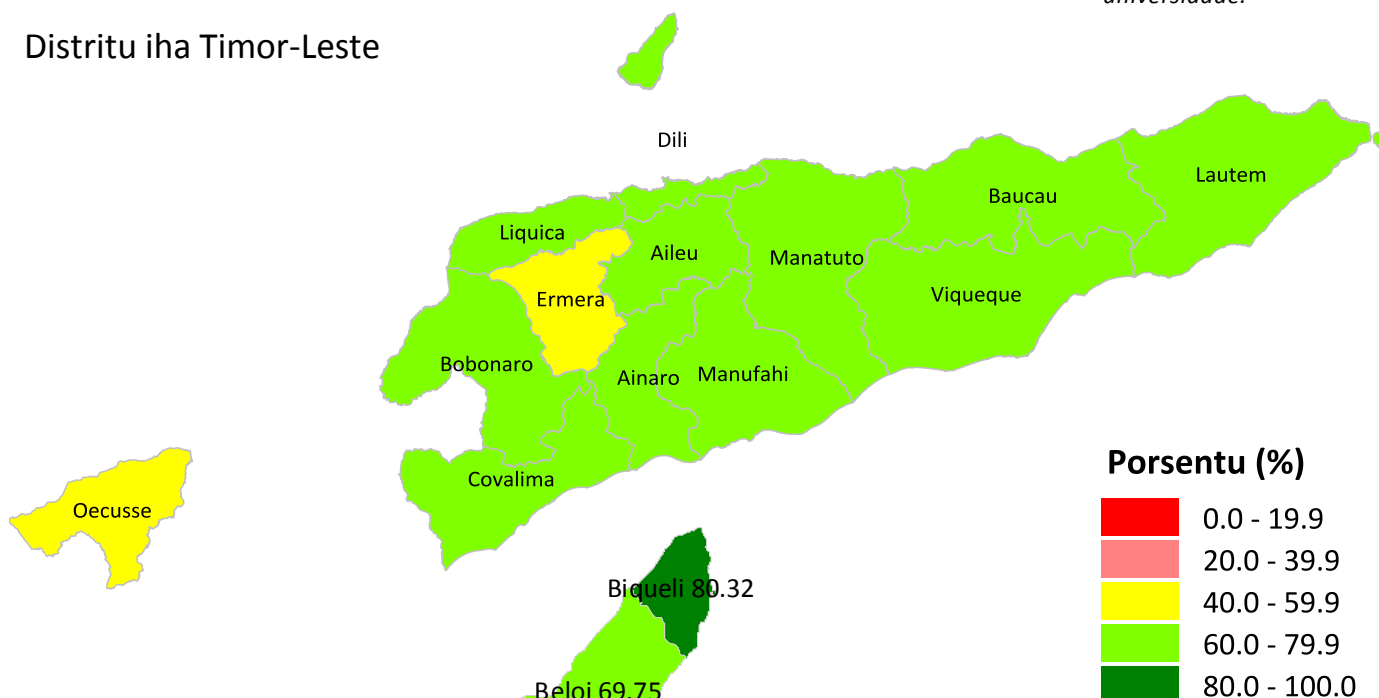 universidade.
Distritu iha Timor-Leste
Dili
Lautem
Baucau
Liquica
Aileu
Manatuto
Viqueque
Ermera
Bobonaro
Ainaro
Manufahi
Covalima
Oecusse
Porsentu (%)
0.0 - 19.9
20.0 - 39.9
40.0 - 59.9
60.0 - 79.9
80.0 - 100.0
Biqueli 80.32
Beloi 69.75